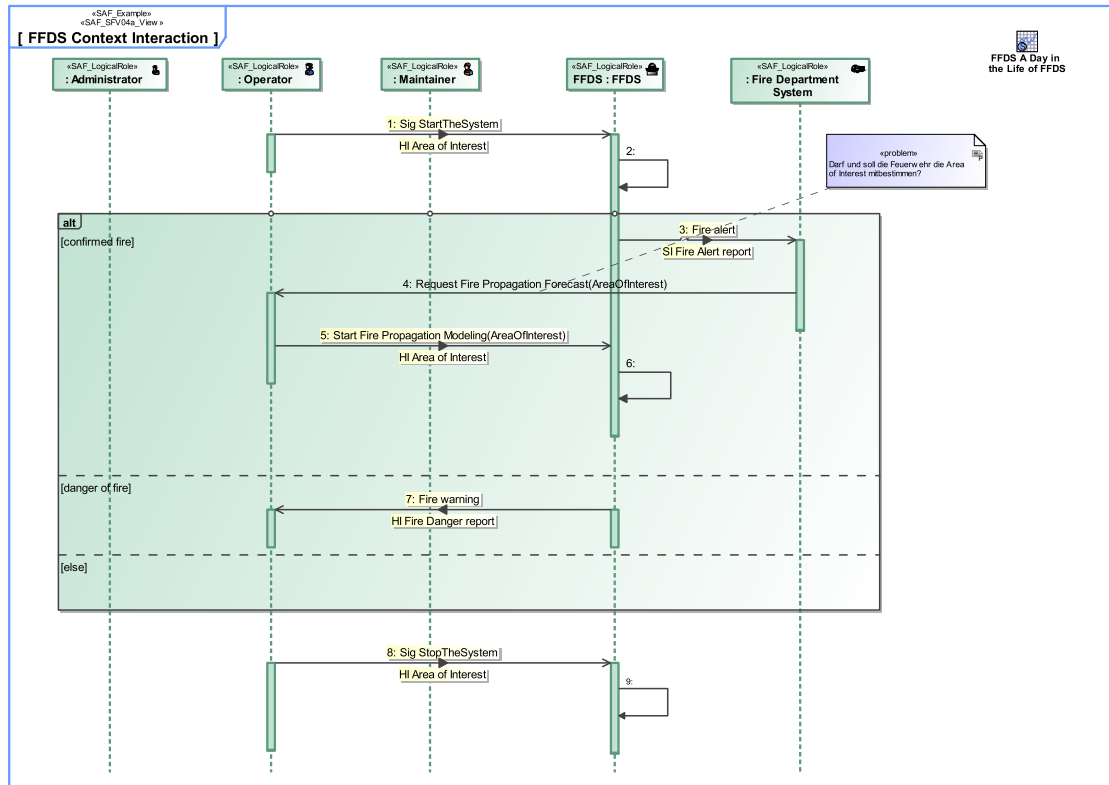 «SAF_Example»
«SAF_SFV04a_View »
[ FFDS Context Interaction ]
FFDS A Day in
the Life of FFDS
«SAF_LogicalRole»
: Administrator
«SAF_LogicalRole»
: Operator
«SAF_LogicalRole»
: Maintainer
«SAF_LogicalRole»
FFDS : FFDS
«SAF_LogicalRole»
: Fire Department
System
1: Sig StartTheSystem
HI Area of Interest
2:
«problem»
Darf und soll die Feuerwehr die Area
of Interest mitbestimmen?
alt
[confirmed fire]
3: Fire alert
SI Fire Alert report
4: Request Fire Propagation Forecast(AreaOfInterest)
5: Start Fire Propagation Modeling(AreaOfInterest)
HI Area of Interest
6:
[danger of fire]
7: Fire warning
HI Fire Danger report
[else]
8: Sig StopTheSystem
HI Area of Interest
9: